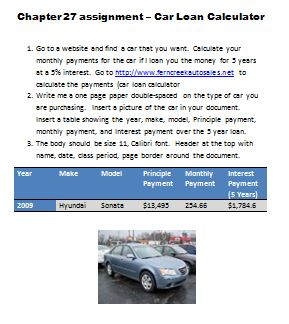 Chapter 27 assignment – Car Loan Calculator
1. Go to a website and find a car that you want. Calculate your
monthly payments for the car if I loan you the money for 5 years
at a 5% interest. Go to http://www.ferncreekautosales.net to
calculate the payments (car loan calculator
2. Write me a one page paper double-spaced on the type of car you
are purchasing. Insert a picture of the car in your document.
Insert a table showing the year, make, model, Principle payment,
monthly payment, and Interest payment over the 5 year loan.
3. The body should be size 11, Calibri font. Header at the top with
name, date, class period, page border around the document.
Year Make Model Principle Monthly Interest
Payment Payment Payment
(5 Years)
2009 Hyundai Sonata $13,495 254.66 $1,784.6